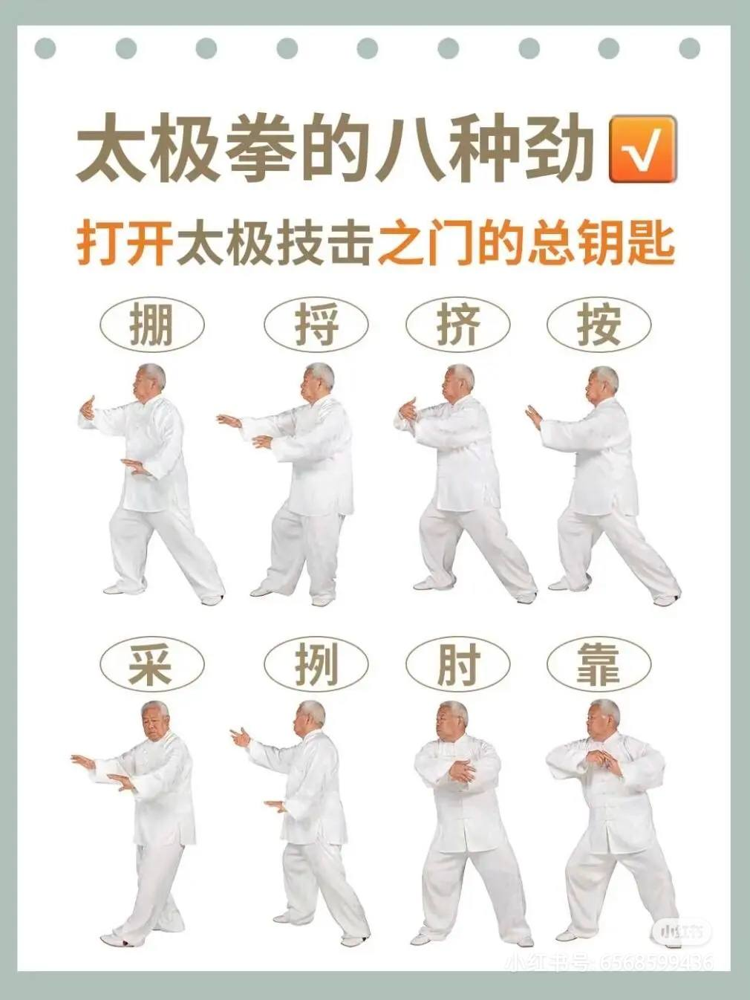 太极拳的八种劲√
打开太极技击之门的总钥匙
掤 捋 挤 按
采 挒 肘 靠
小红书
小红书号: 6568599436